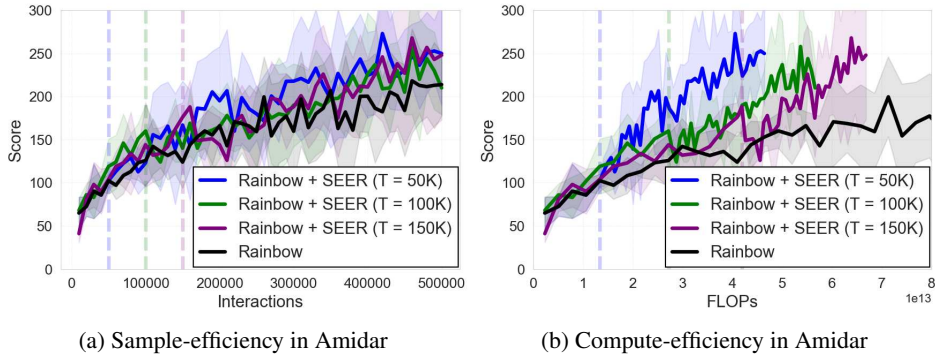 300
250
200
150
100
50
0
Score
0
100000
200000
300000
400000
500000
Interactions
Rainbow + SEER (T = 50K)
Rainbow + SEER (T = 100K)
Rainbow + SEER (T = 150K)
Rainbow
(a) Sample-efficiency in Amidar
300
250
200
150
100
50
0
Score
0
1
2
3
4
5
6
7
8
1e13
FLOPs
Rainbow + SEER (T = 50K)
Rainbow + SEER (T = 100K)
Rainbow + SEER (T = 150K)
Rainbow
(b) Compute-efficiency in Amidar